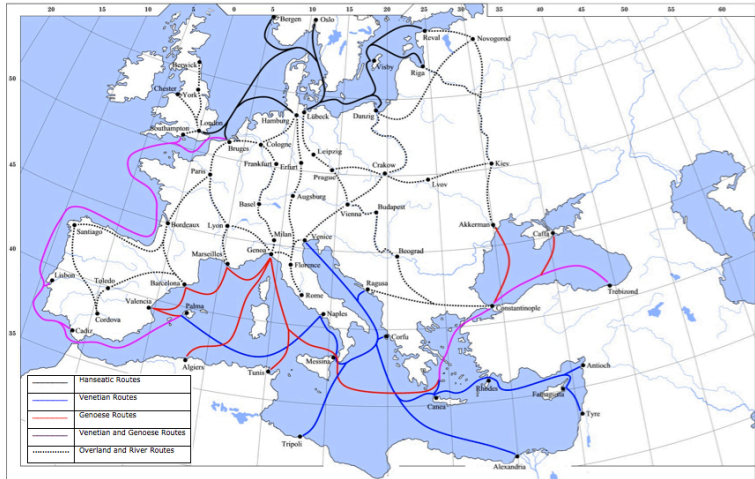 20
15
10
05
0
5
10
15
20
25
30
35
40
45
50
55
60
Bergen
Oslo
Reval
Novogorod
Visby
Riga
Berwick
Chester
York
London
Southampton
Hamburg
Lübeck
Danzig
Bruges
Cologne
Leipzig
Prague
Crakow
Kiev
Lvov
Paris
Frankfurt
Erfurt
Basel
Augsburg
Vienna
Budapest
Akkerman
Caffa
Santiago
Bordeaux
Lyon
Milan
Venice
Beograd
Genoa
Marseilles
Florence
Ragusa
Trebizond
Lisbon
Toledo
Barcelona
Rome
Constantinople
Valencia
Palma
Naples
Cordova
Cadiz
Corfu
Messina
Algiers
Tunis
Antioch
Rhodes
Famagusta
Canea
Tyre
Tripoli
Alexandria
50
45
40
35
Hanseatic Routes
Venetian Routes
Genoese Routes
Venetian and Genoese Routes
Overland and River Routes